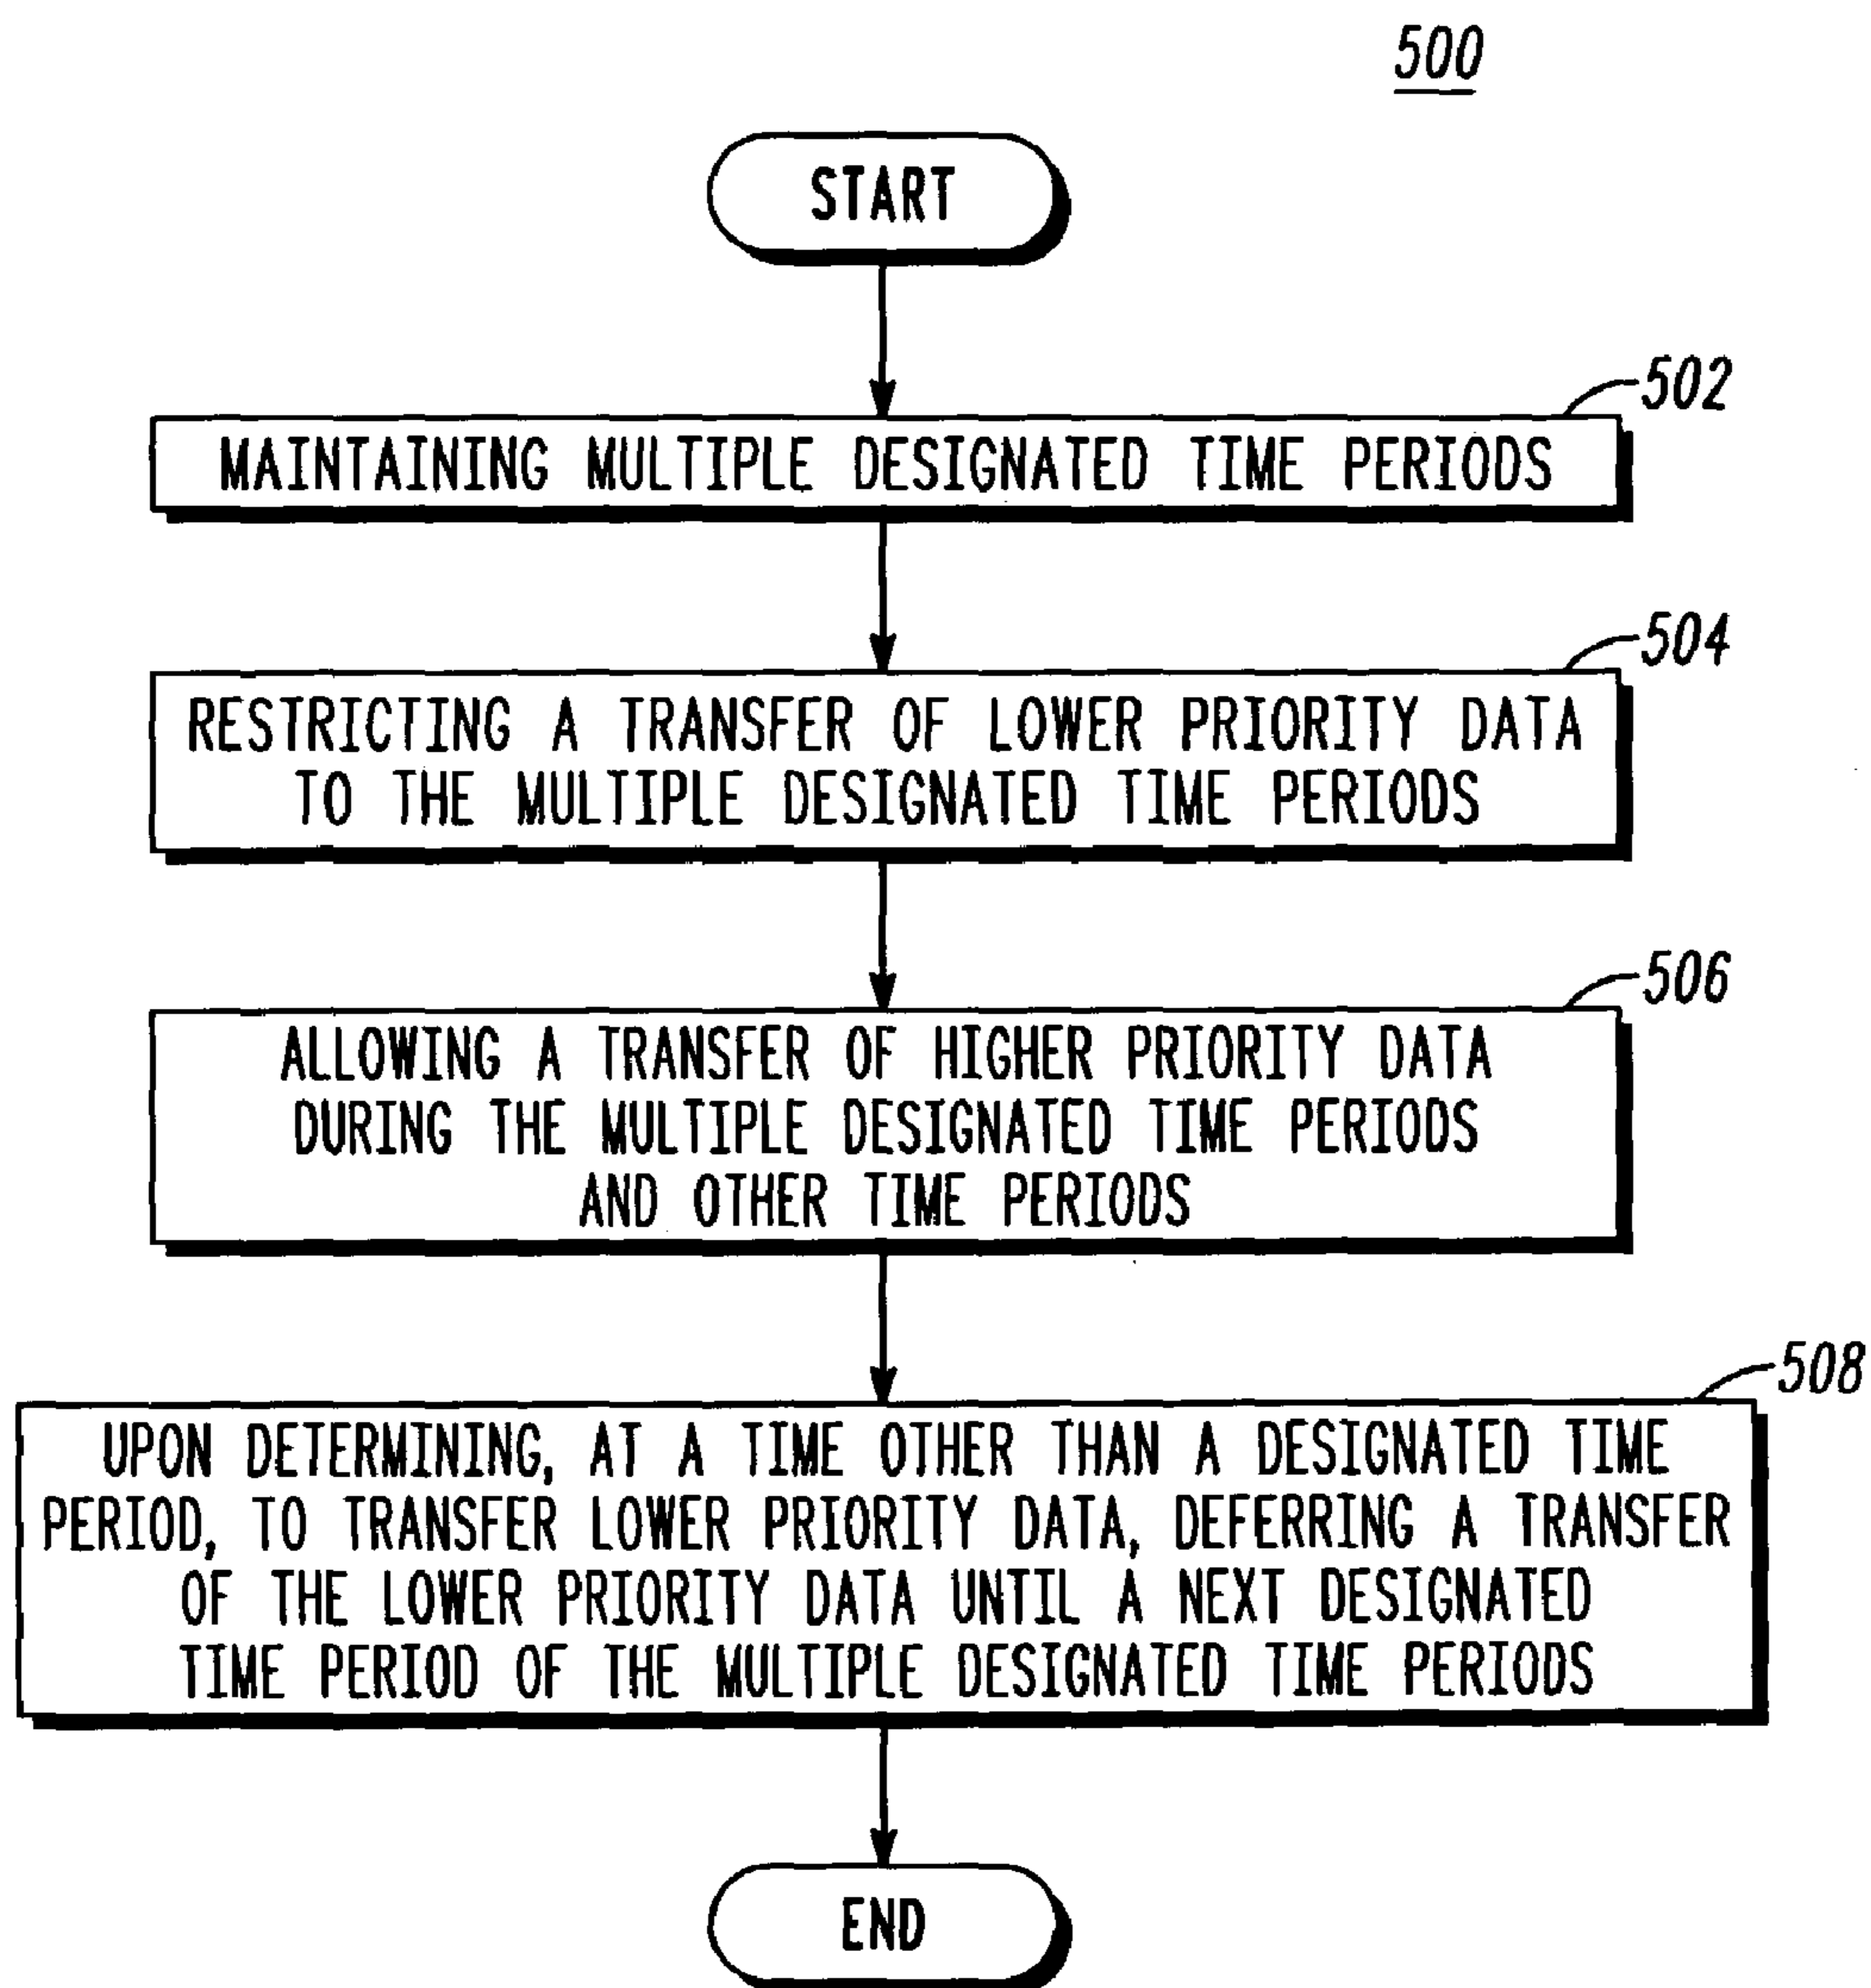 500
START
502
MAINTAINING MULTIPLE DESIGNATED TIME PERIODS
504
RESTRICTING A TRANSFER OF LOWER PRIORITY DATA
TO THE MULTIPLE DESIGNATED TIME PERIODS
506
ALLOWING A TRANSFER OF HIGHER PRIORITY DATA
DURING THE MULTIPLE DESIGNATED TIME PERIODS
AND OTHER TIME PERIODS
508
UPON DETERMINING, AT A TIME OTHER THAN A DESIGNATED TIME
PERIOD, TO TRANSFER LOWER PRIORITY DATA, DEFERRING A TRANSFER
OF THE LOWER PRIORITY DATA UNTIL A NEXT DESIGNATED
TIME PERIOD OF THE MULTIPLE DESIGNATED TIME PERIODS
END